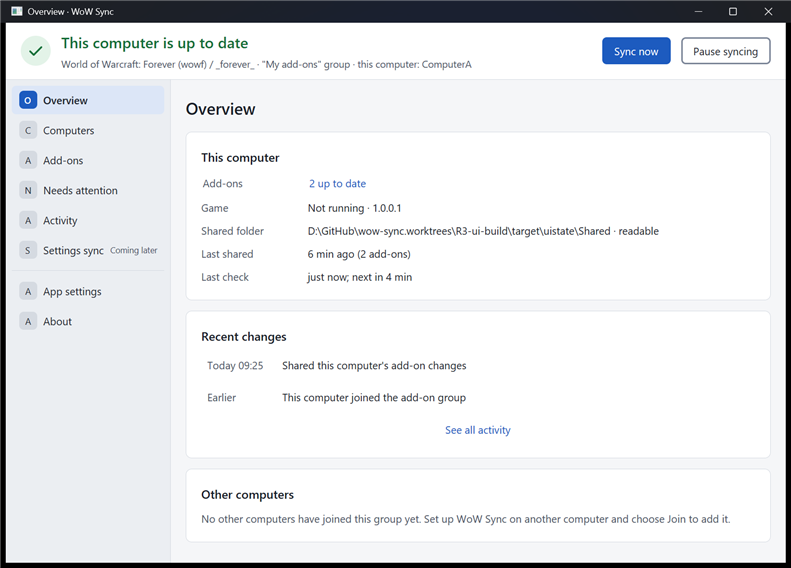 Overview · WoW Sync
This computer is up to date
World of Warcraft: Forever (wowf) / _forever_ · "My add-ons" group · this computer: ComputerA
Sync now
Pause syncing
O Overview
C Computers
A Add-ons
N Needs attention
A Activity
S Settings sync Coming later
A App settings
A About
Overview
This computer
Add-ons 2 up to date
Game Not running · 1.0.0.1
Shared folder D:\GitHub\wow-sync.worktrees\R3-ui-build\target\uistate\Shared · readable
Last shared 6 min ago (2 add-ons)
Last check just now; next in 4 min
Recent changes
Today 09:25 Shared this computer's add-on changes
Earlier This computer joined the add-on group
See all activity
Other computers
No other computers have joined this group yet. Set up WoW Sync on another computer and choose Join to add it.